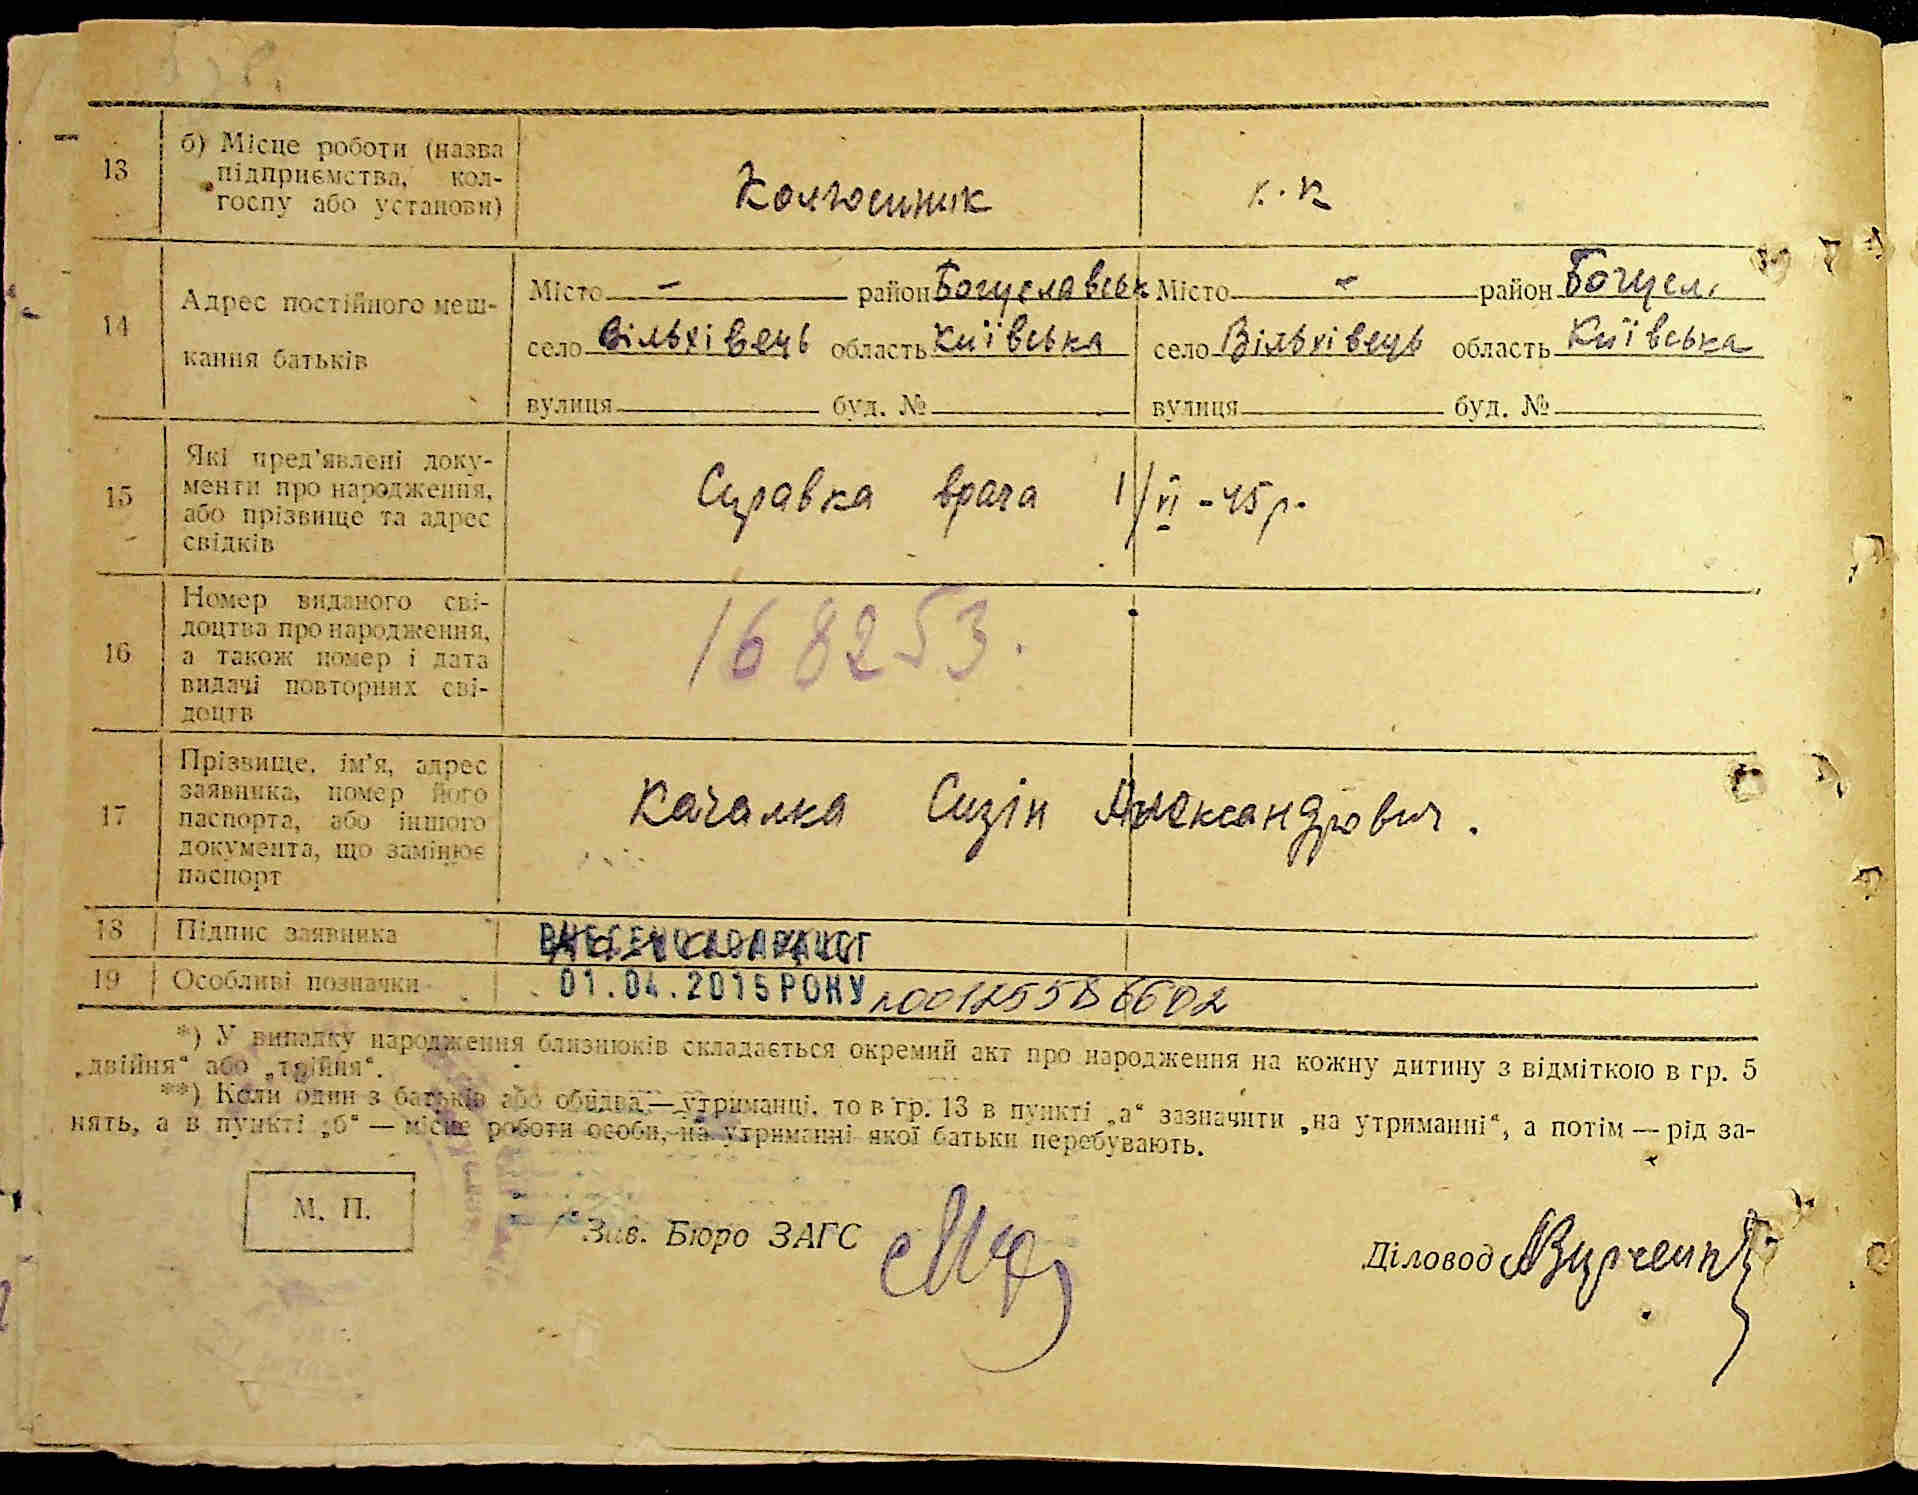 13
б) Місце роботи (назва
підприємства, кол-
госпу або установи)
Колгоспник
к. к
14
Адрес постійного меш-
кання батьків
Місто — район Богуславськ
село Вільхівець область Київська
вулиця буд. №
Місто — район Богусл.
село Вільхівець область Київська
вулиця буд. №
15
Які пред'явлені доку-
менти про народження,
або прізвище та адрес
свідків
Справка врача 1/VI - 45 р.
16
Номер виданого сві-
доцтва про народження,
а також номер і дата
видачі повторних сві-
доцтв
168253.
17
Прізвище, ім'я, адрес
заявника, номер його
паспорта, або іншого
документа, що замінює
паспорт
Качалка Сизін Александрович.
18
Підпис заявника
ВНЕСЕНО ДО ДРАЦСГ
19
Особливі позначки
01.04.2015 РОКУ 00125586602
*) У випадку народження близнюків складається окремий акт про народження на кожну дитину з відміткою в гр. 5
„двійня“ або „трійня“.
**) Коли один з батьків або обидва — утриманці, то в гр. 13 в пункті „а“ зазначити „на утриманні“, а потім — рід за-
нять, а в пункті „б“ — місце роботи особи, на утриманні якої батьки перебувають.
М. П.
Зав. Бюро ЗАГС
Діловод